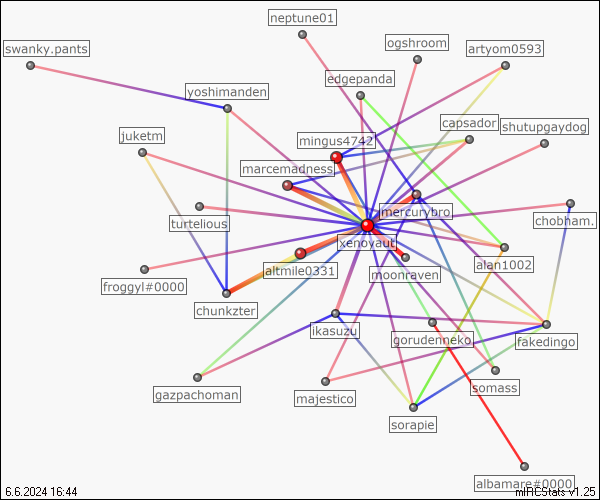 neptune01
swanky.pants
ogshroom
artyom0593
edgepanda
yoshimanden
capsador
shutupgaydog
juketm
mingus4742
marcemadness
mercurybro.
chobham.
turtelious
xenoyaut
alan1002
altmile0331
moonraven
froggyl#0000
chunkzter
ikasuzu
gorudenneko
fakedingo
gazpachoman
majestico
somass
sorapie
albamare#0000
6.6.2024 16:44
mIRCStats v1.25